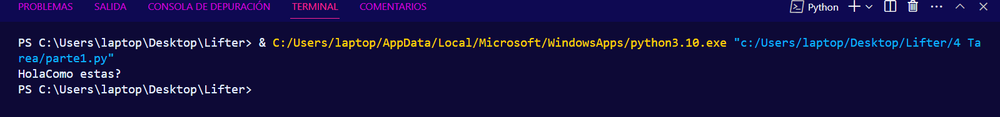 PROBLEMAS SALIDA CONSOLA DE DEPURACIÓN TERMINAL COMENTARIOS Python
PS C:\Users\laptop\Desktop\Lifter> & C:/Users/laptop/AppData/Local/Microsoft/WindowsApps/python3.10.exe "c:/Users/laptop/Desktop/Lifter/4 Ta
rea/parte1.py"
HolaComo estas?
PS C:\Users\laptop\Desktop\Lifter>